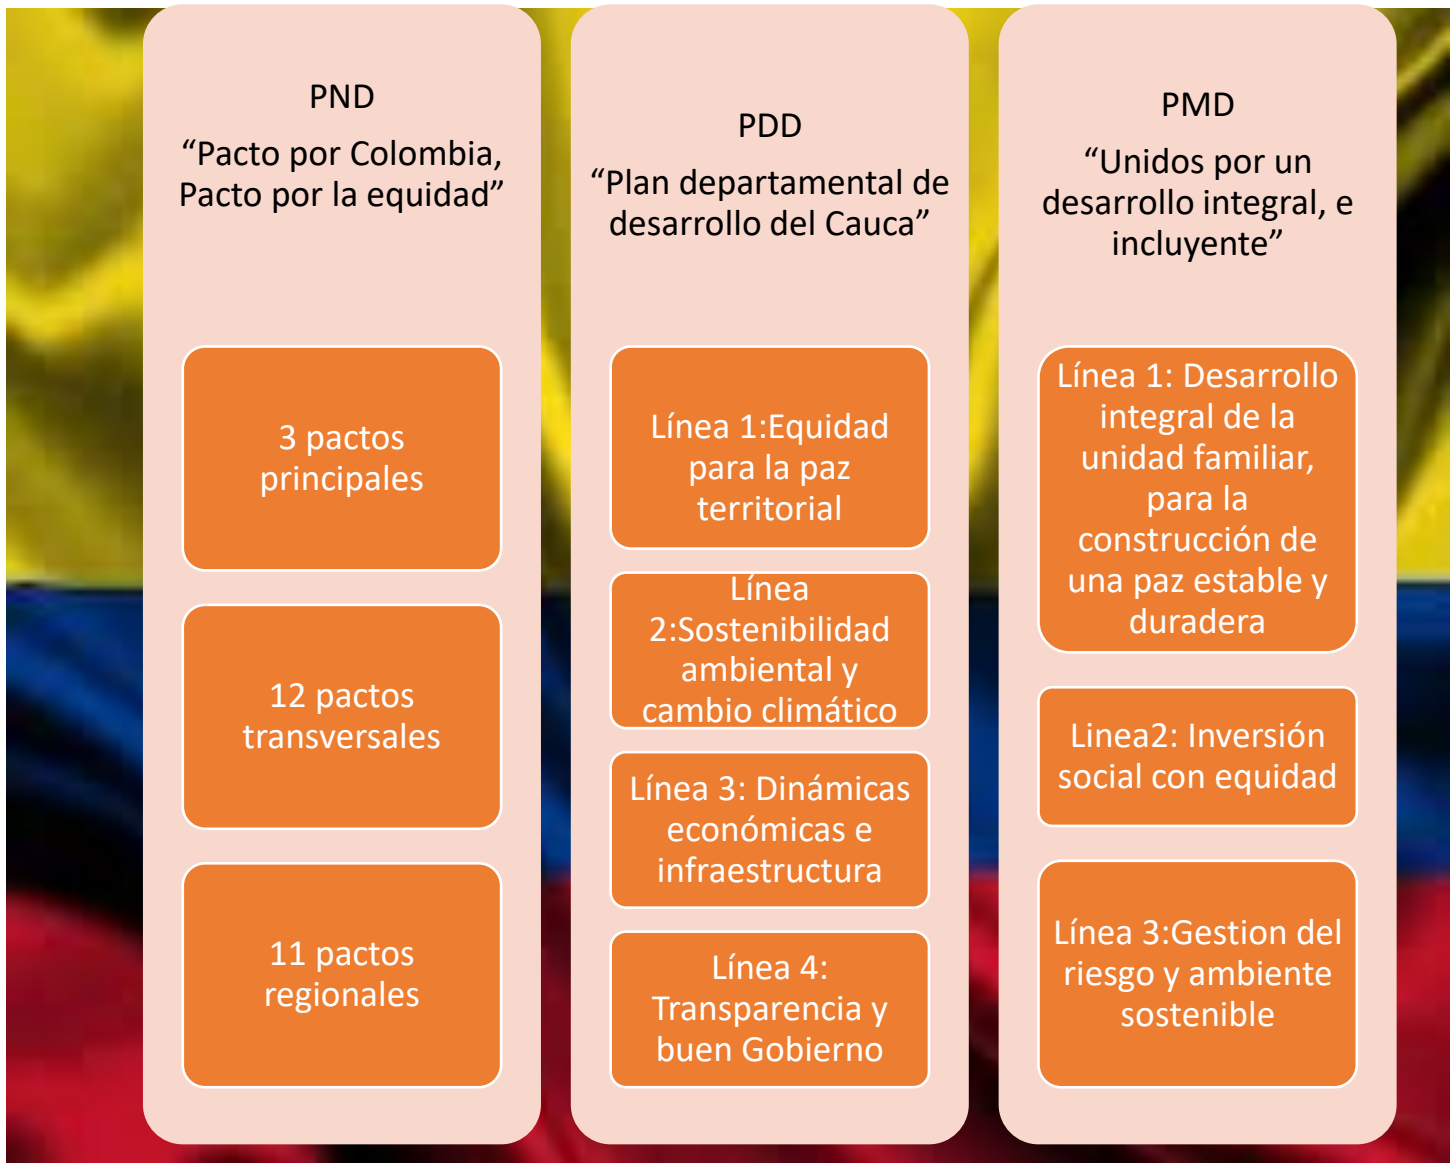 PND
“Pacto por Colombia,
Pacto por la equidad”
3 pactos
principales
12 pactos
transversales
11 pactos
regionales
PDD
“Plan departamental de
desarrollo del Cauca”
Línea 1:Equidad
para la paz
territorial
Línea
2:Sostenibilidad
ambiental y
cambio climático
Línea 3: Dinámicas
económicas e
infraestructura
Línea 4:
Transparencia y
buen Gobierno
PMD
“Unidos por un
desarrollo integral, e
incluyente”
Línea 1: Desarrollo
integral de la
unidad familiar,
para la
construcción de
una paz estable y
duradera
Linea2: Inversión
social con equidad
Línea 3:Gestion del
riesgo y ambiente
sostenible